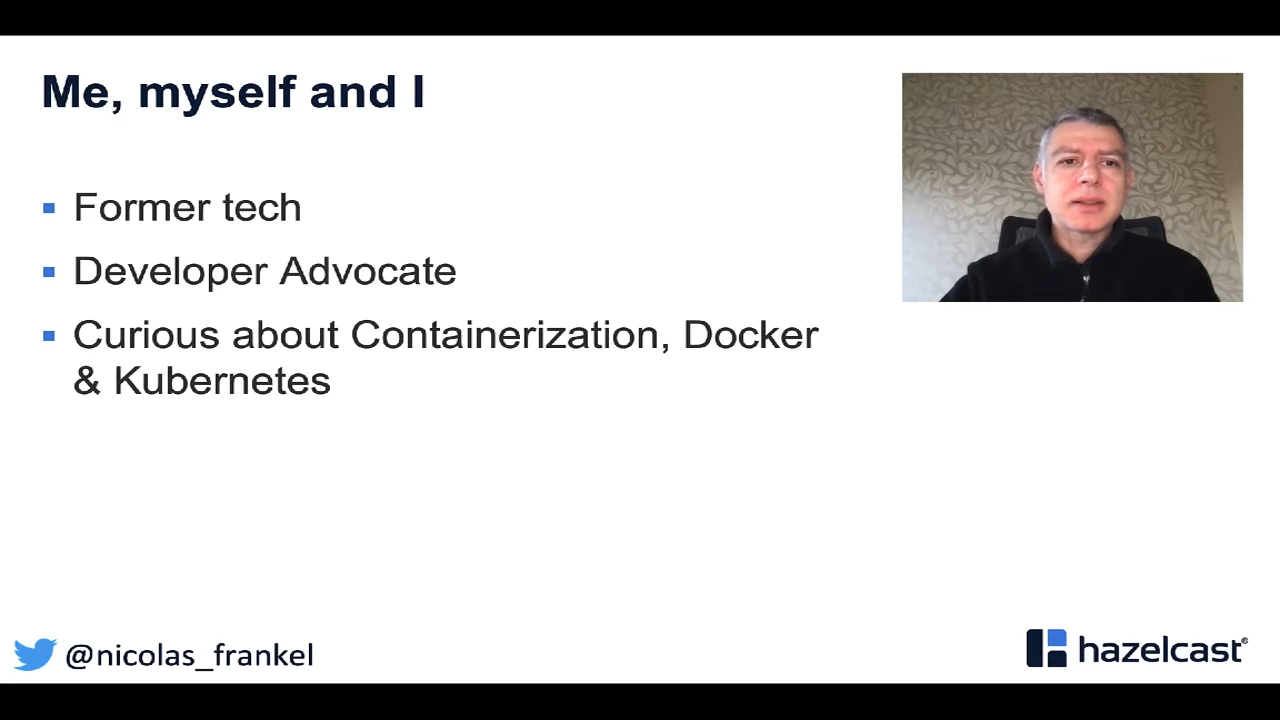 Me, myself and I
Former tech
Developer Advocate
Curious about Containerization, Docker
& Kubernetes
@nicolas_frankel
hazelcast®